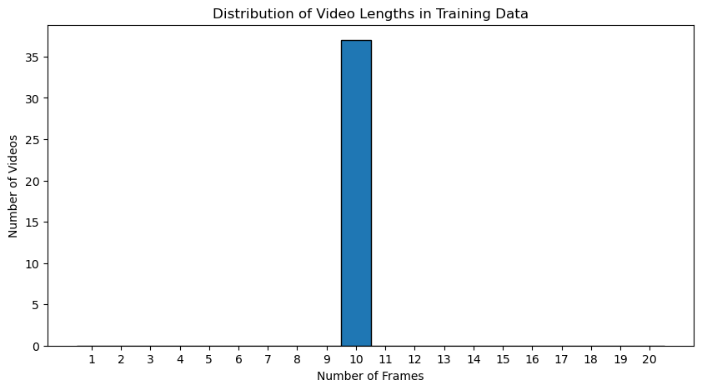 Distribution of Video Lengths in Training Data
35
30
25
20
15
10
5
0
Number of Videos
1 2 3 4 5 6 7 8 9 10 11 12 13 14 15 16 17 18 19 20
Number of Frames